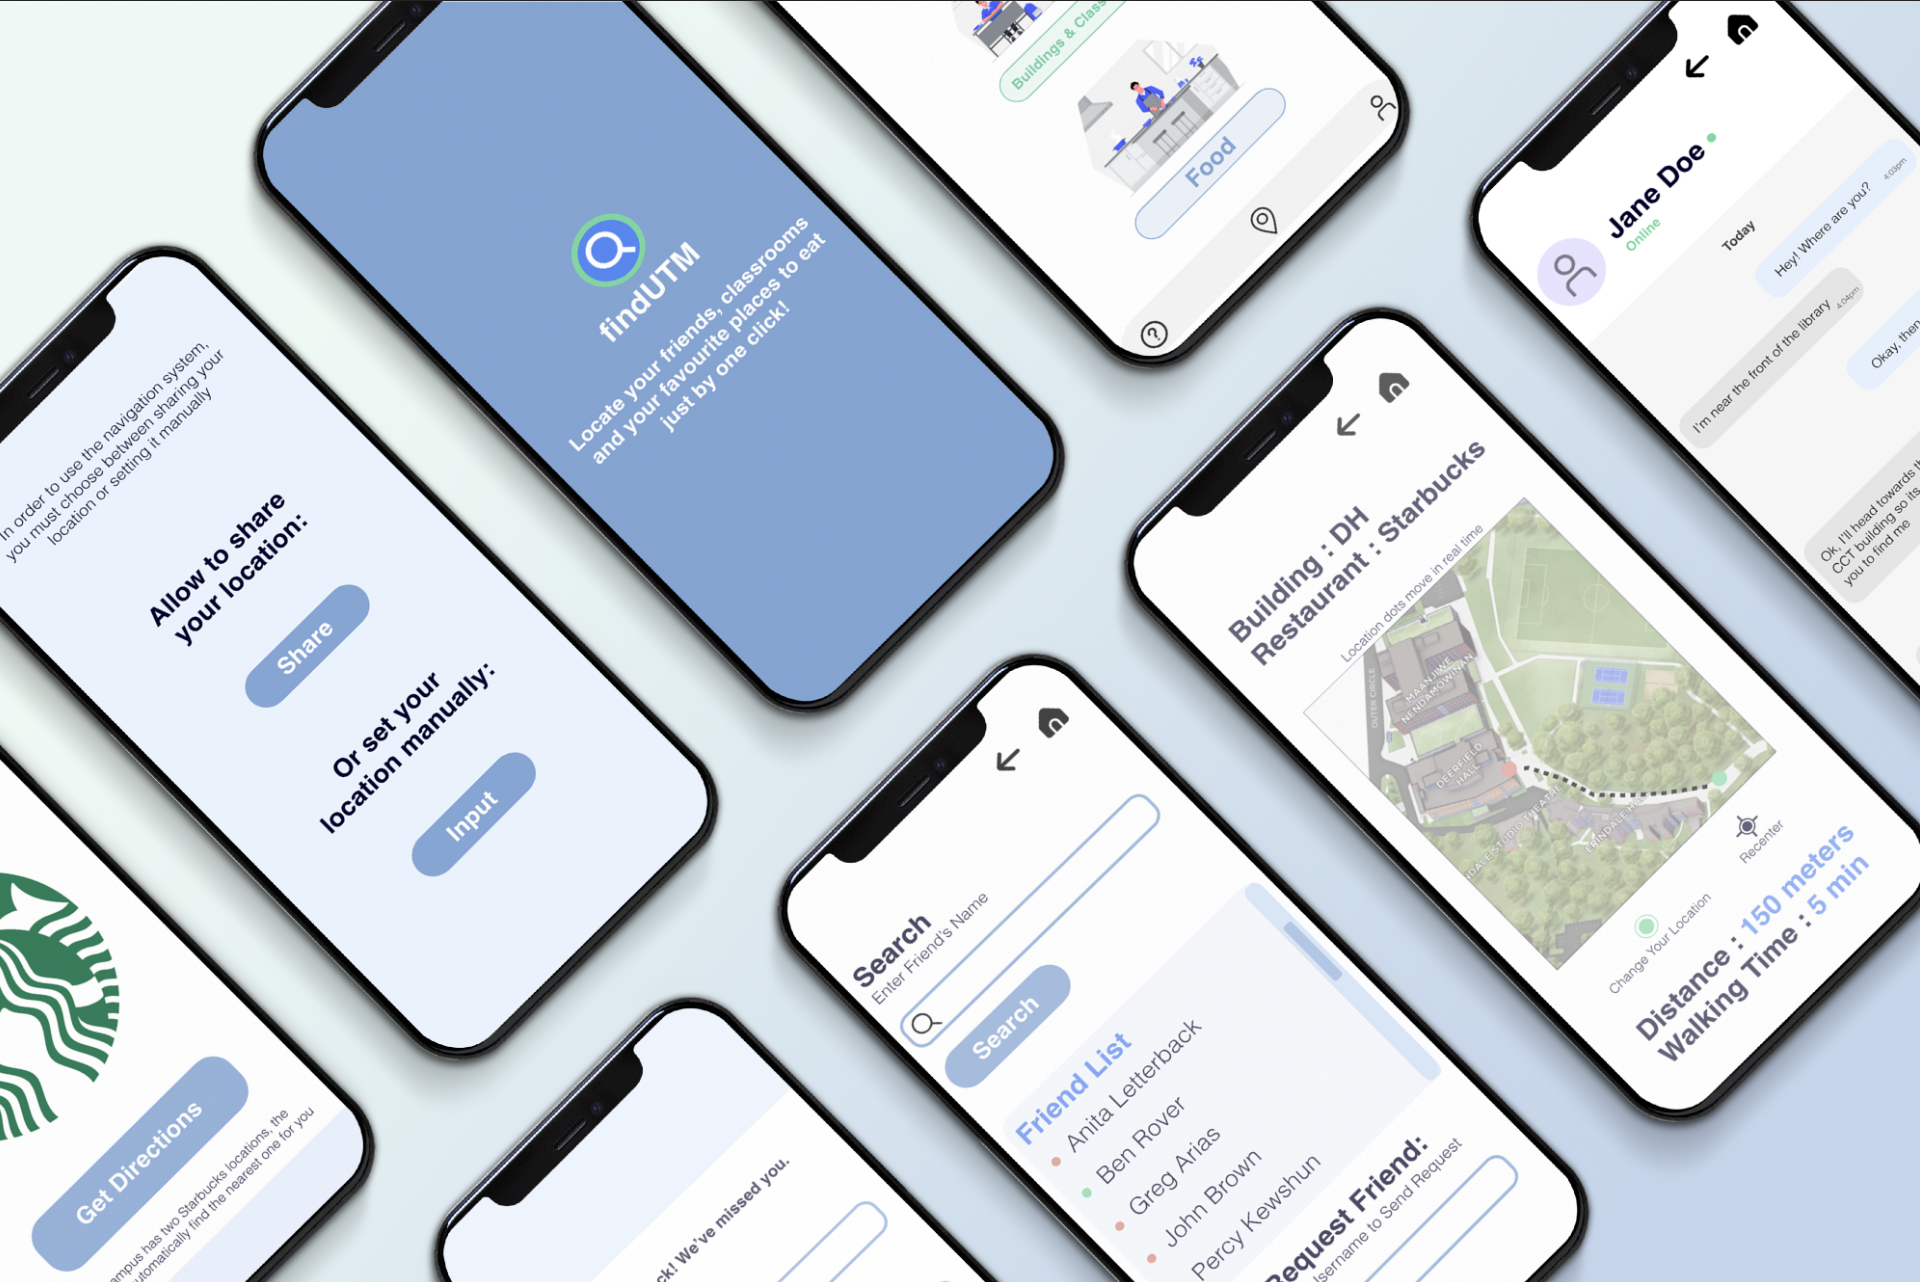 In order to use the navigation system,
you must choose between sharing your
location or setting it manually
Allow to share
your location:
Share
Or set your
location manually:
Input
findUTM
Locate your friends, classrooms
and your favourite places to eat
just by one click!
Buildings &
Food
Jane Doe
Online
Today
Hey! Where are you?
4:03pm
I'm near the front of the library
4:04pm
Okay, then
Ok, I'll head towards
CCT building so its
you to find me
Building : DH
Restaurant : Starbucks
Location dots move in real time
OUTER CIRCLE
MAANJIWE
NENDAMOWINAN
DEERFIELD
HALL
Recenter
Change Your Location
Distance : 150 meters
Walking Time : 5 min
Search
Enter Friend's Name
Search
Friend List
Anita Letterback
Ben Rover
Greg Arias
John Brown
Percy Kewshun
Request Friend:
to Send Request
Get Directions
has two Starbucks locations, the
find the nearest one for you
We've missed you.